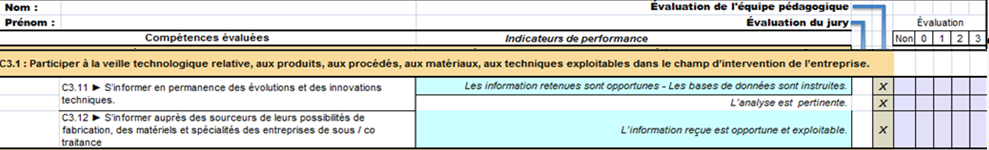 Nom :
Évaluation de l'équipe pédagogique
Prénom :
Évaluation du jury
Évaluation
Compétences évaluées
Indicateurs de performance
Non 0 1 2 3
C3.1 : Participer à la veille technologique relative, aux produits, aux procédés, aux matériaux, aux techniques exploitables dans le champ d'intervention de l'entreprise.
C3.11 ► S'informer en permanence des évolutions et des innovations
techniques.
Les information retenues sont opportunes - Les bases de données sont instruites.
X
L'analyse est pertinente.
X
C3.12 ► S'informer auprès des sourceurs de leurs possibilités de
fabrication, des matériels et spécialités des entreprises de sous / co
traitance
L'information reçue est opportune et exploitable.
X